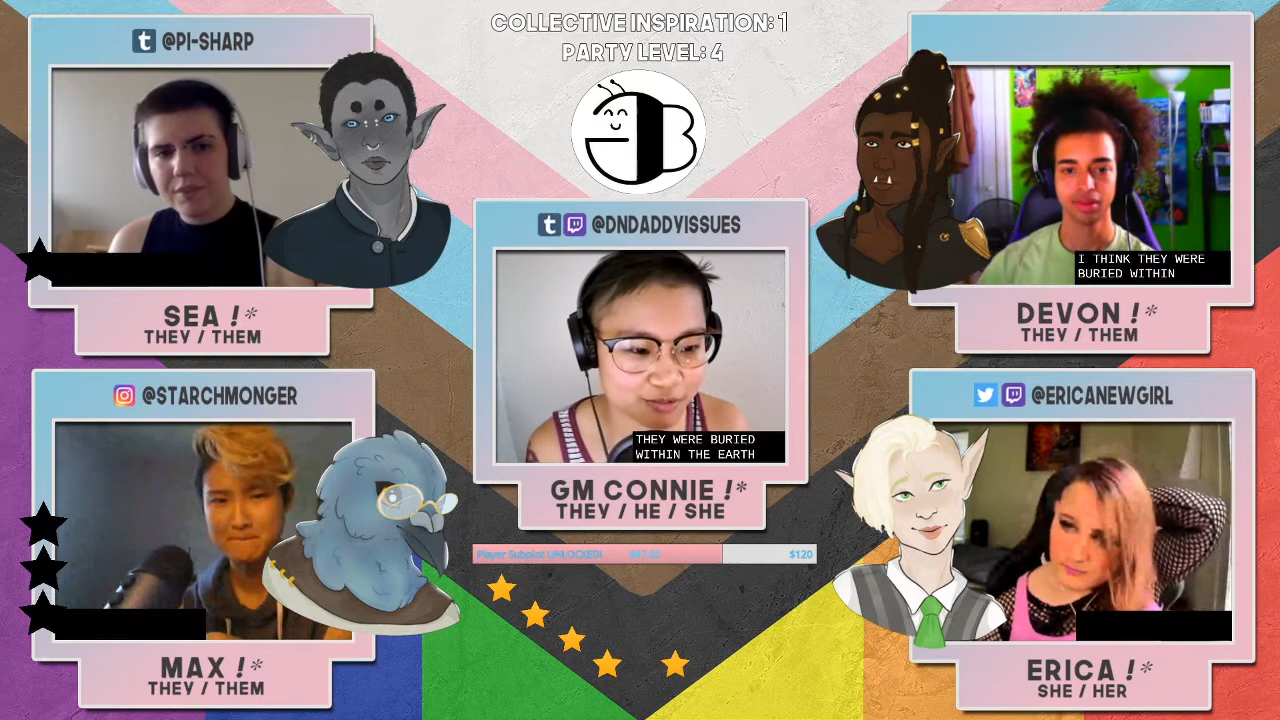 COLLECTIVE INSPIRATION: 1
PARTY LEVEL: 4
t @PI-SHARP
SEA !*
THEY / THEM
@DNDADDYISSUES
THEY WERE BURIED
WITHIN THE EARTH
GM CONNIE !*
THEY / HE / SHE
I THINK THEY WERE
BURIED WITHIN
DEVON !*
THEY / THEM
@STARCHMONGER
MAX !*
THEY / THEM
Player Subplot UNLOCKED! $120
@ERICANEWGIRL
ERICA !*
SHE / HER